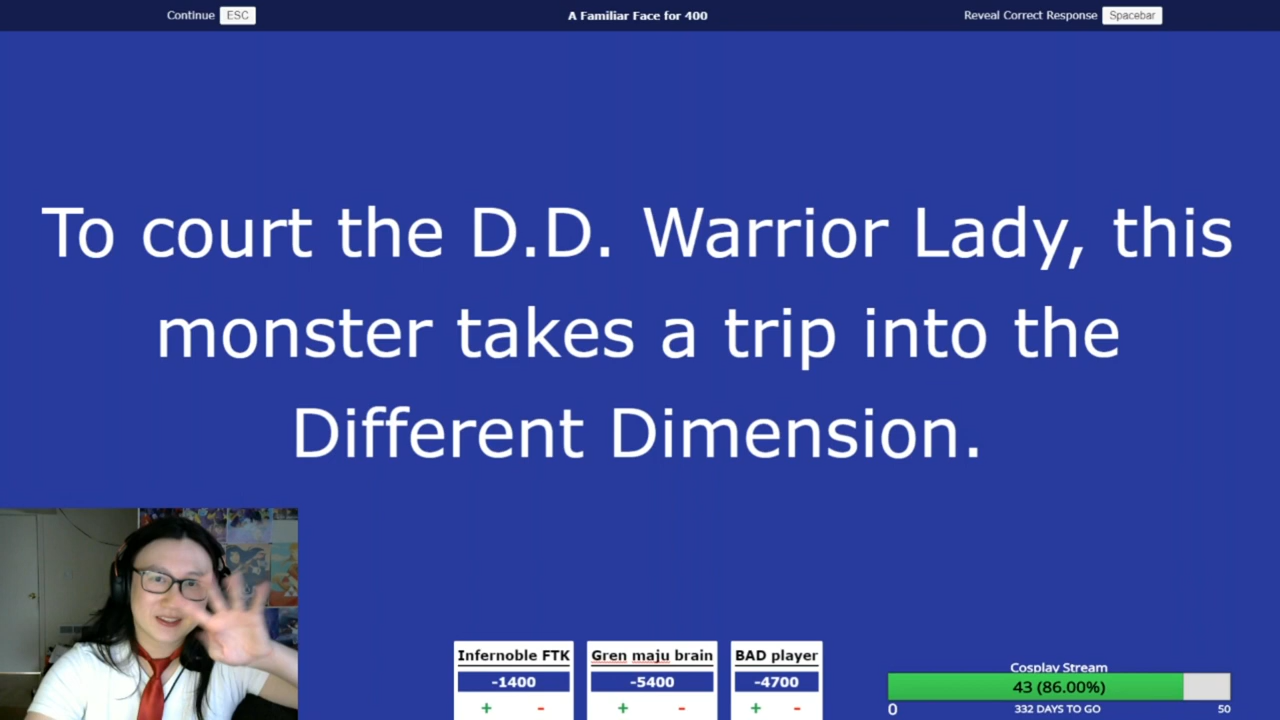 Continue ESC
A Familiar Face for 400
Reveal Correct Response Spacebar
To court the D.D. Warrior Lady, this
monster takes a trip into the
Different Dimension.
Infernoble FTK
-1400
+ -
Gren maju brain
-5400
+ -
BAD player
-4700
+ -
Cosplay Stream
43 (86.00%)
0 332 DAYS TO GO 50